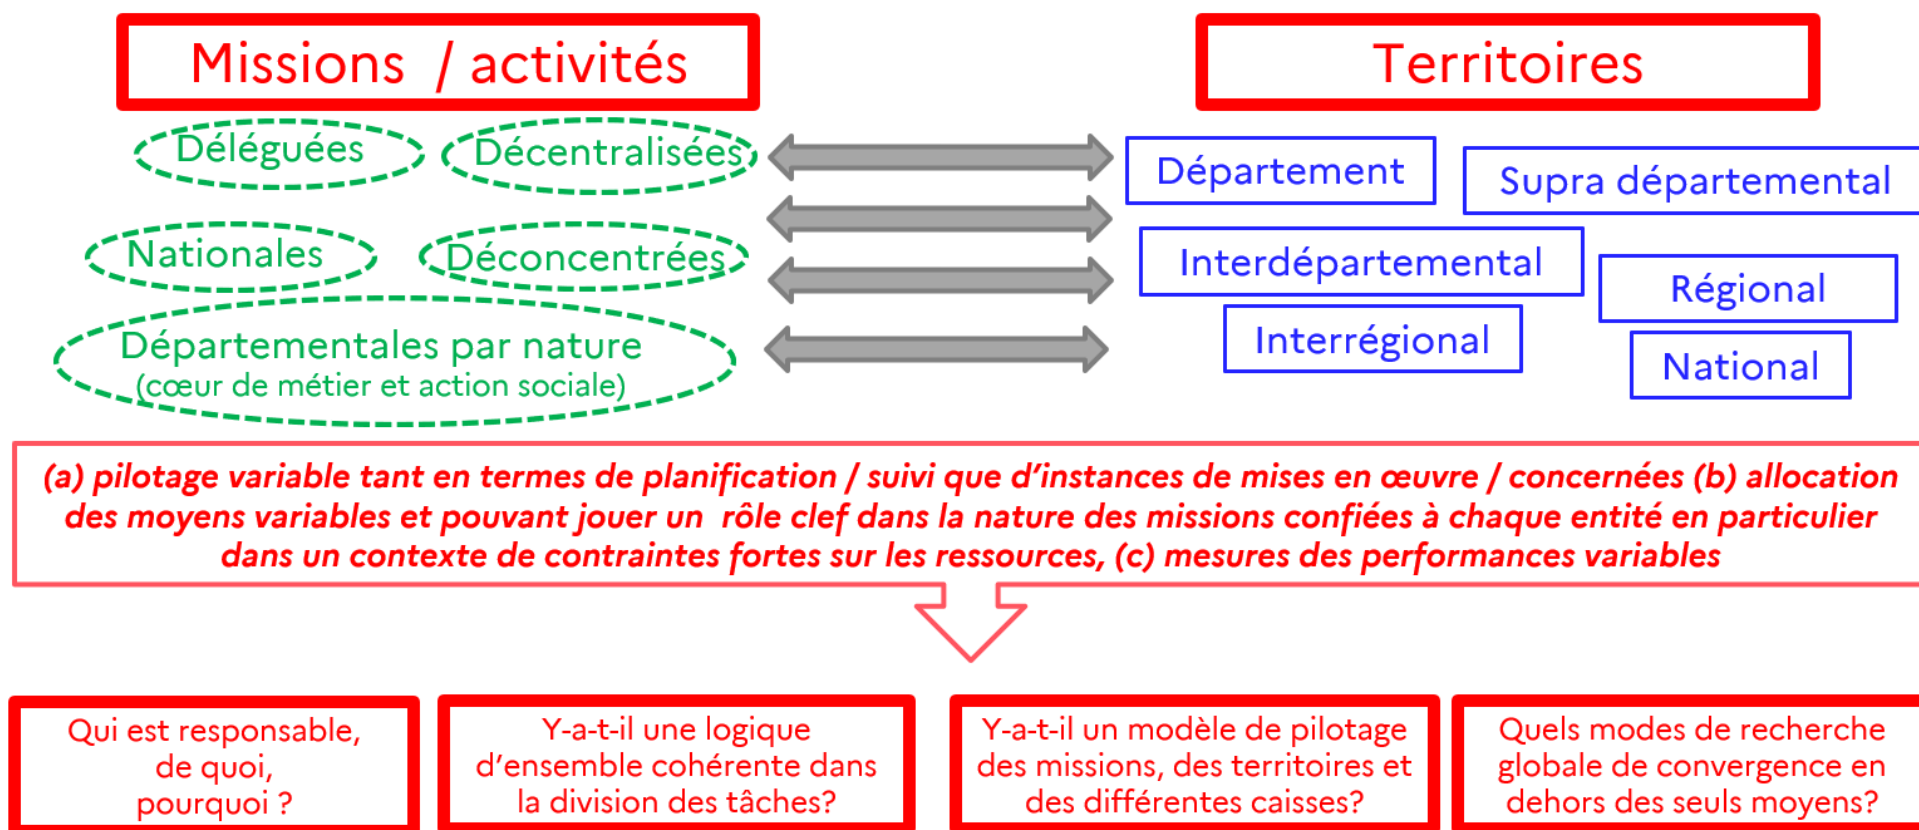 Missions / activités
Territoires
Déléguées
Décentralisées
Nationales
Déconcentrées
Départementales par nature
(cœur de métier et action sociale)
Département
Supra départemental
Interdépartemental
Régional
Interrégional
National
(a) pilotage variable tant en termes de planification / suivi que d’instances de mises en œuvre / concernées (b) allocation
des moyens variables et pouvant jouer un rôle clef dans la nature des missions confiées à chaque entité en particulier
dans un contexte de contraintes fortes sur les ressources, (c) mesures des performances variables
Qui est responsable,
de quoi,
pourquoi ?
Y-a-t-il une logique
d’ensemble cohérente dans
la division des tâches?
Y-a-t-il un modèle de pilotage
des missions, des territoires et
des différentes caisses?
Quels modes de recherche
globale de convergence en
dehors des seuls moyens?